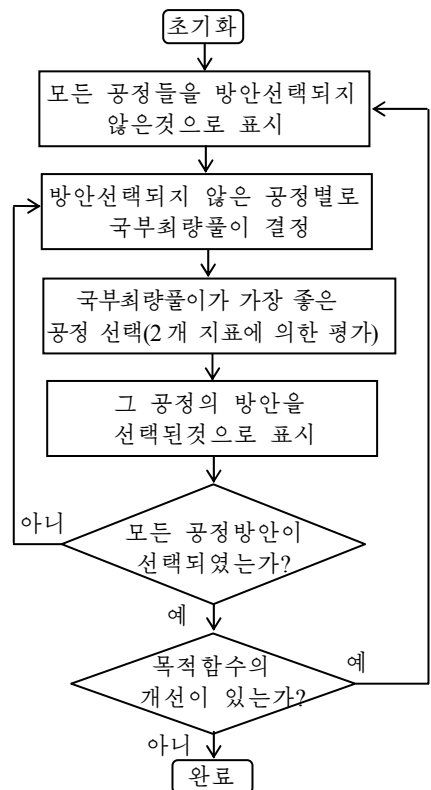 초기화
모든 공정들을 방안선택되지
않은것으로 표시
방안선택되지 않은 공정별로
국부최량풀이 결정
국부최량풀이가 가장 좋은
공정 선택(2개 지표에 의한 평가)
그 공정의 방안을
선택된것으로 표시
모든 공정방안이
선택되였는가?
아니
예
목적함수의
개선이 있는가?
예
아니
완료